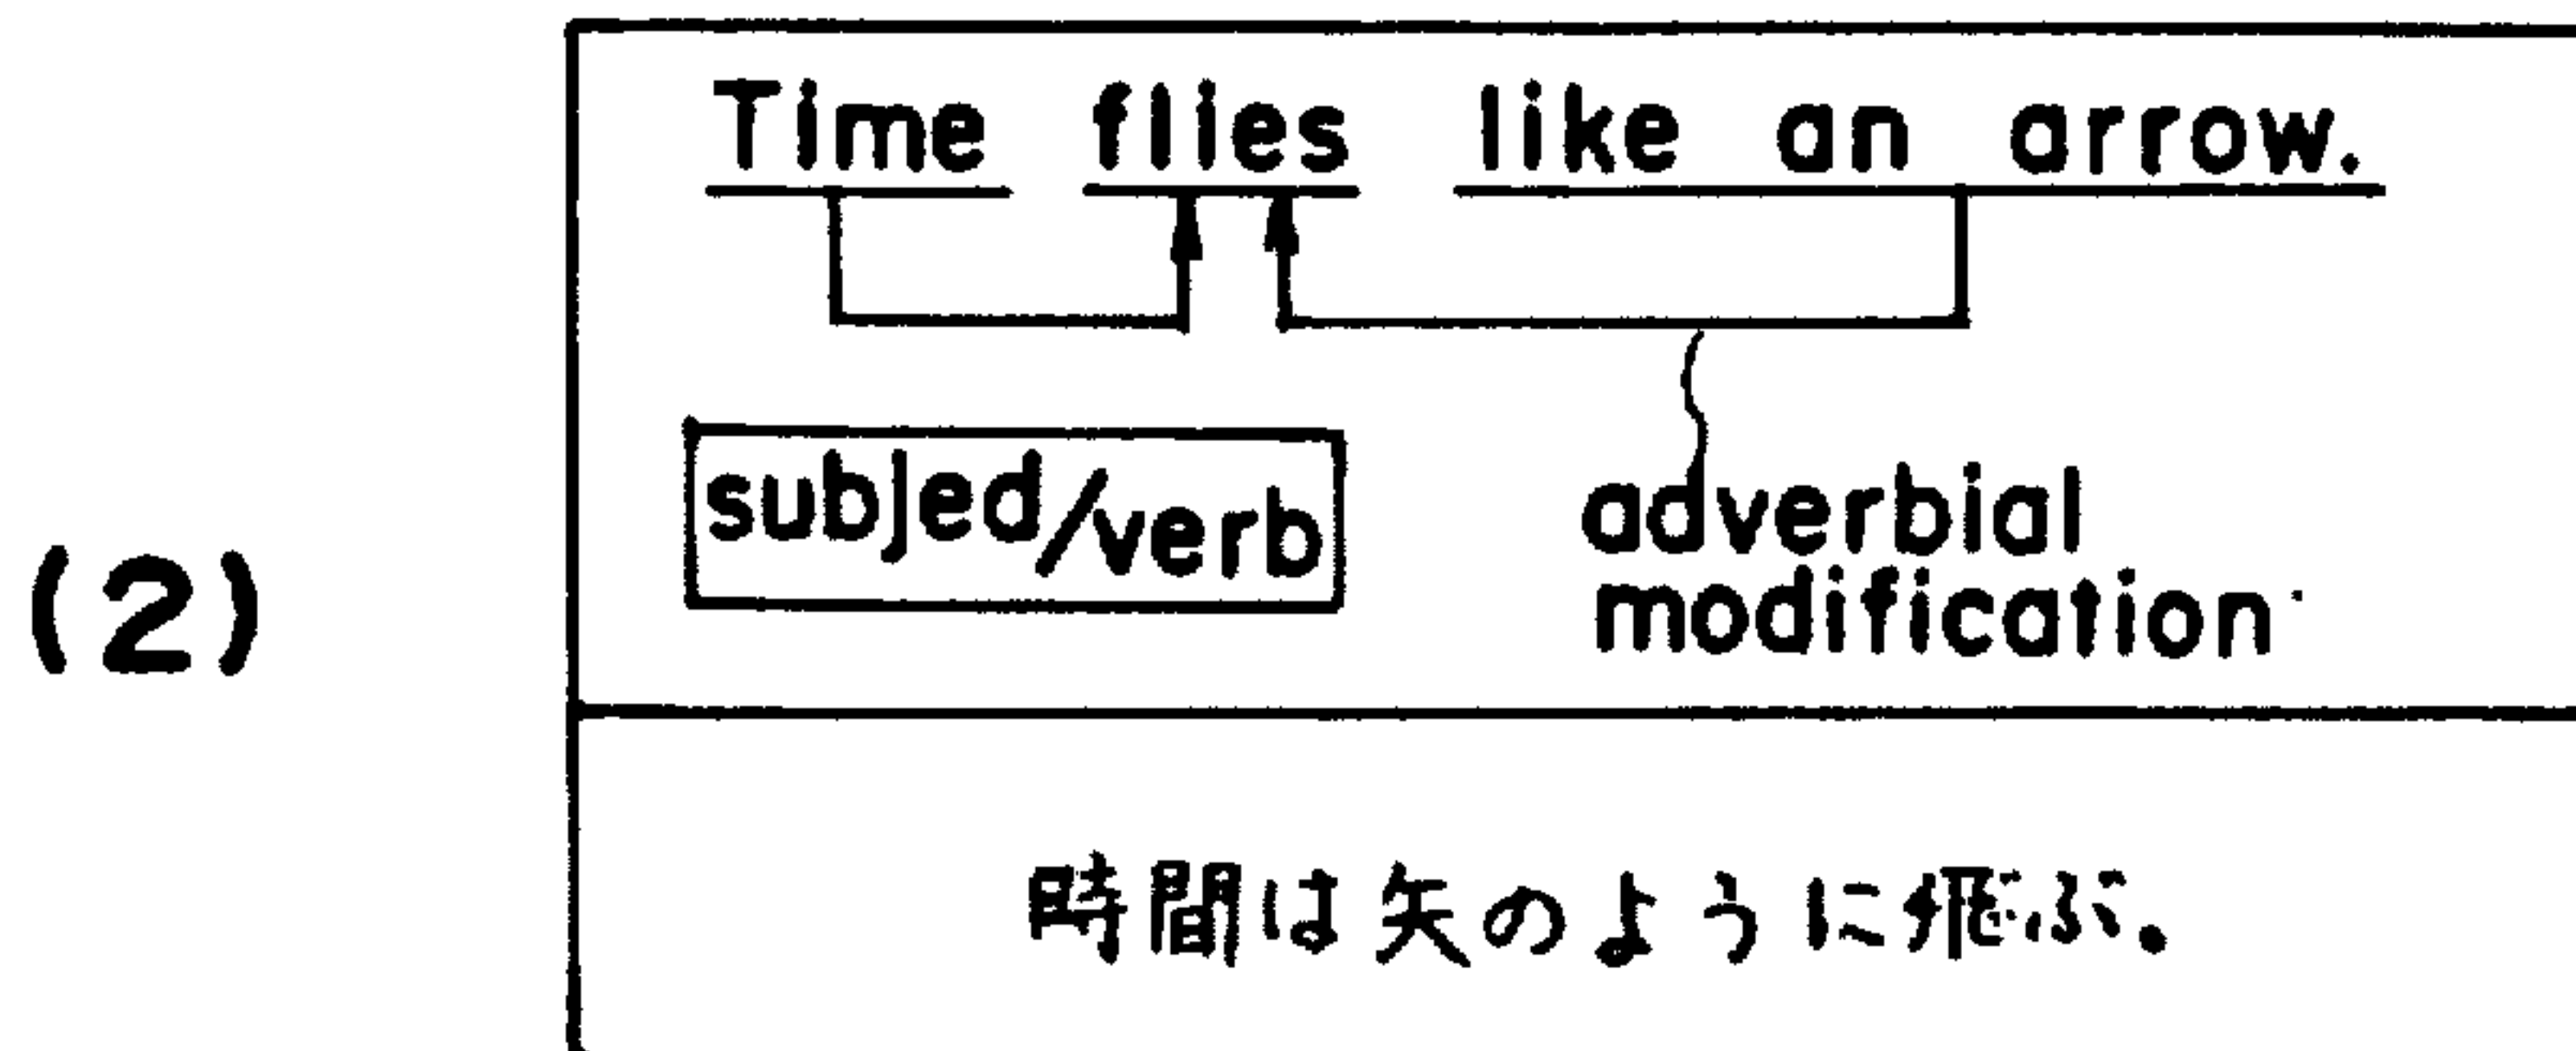 Time flies like an arrow.
subjed/verb
adverbial
modification
(2)
時間は矢のように飛ぶ。